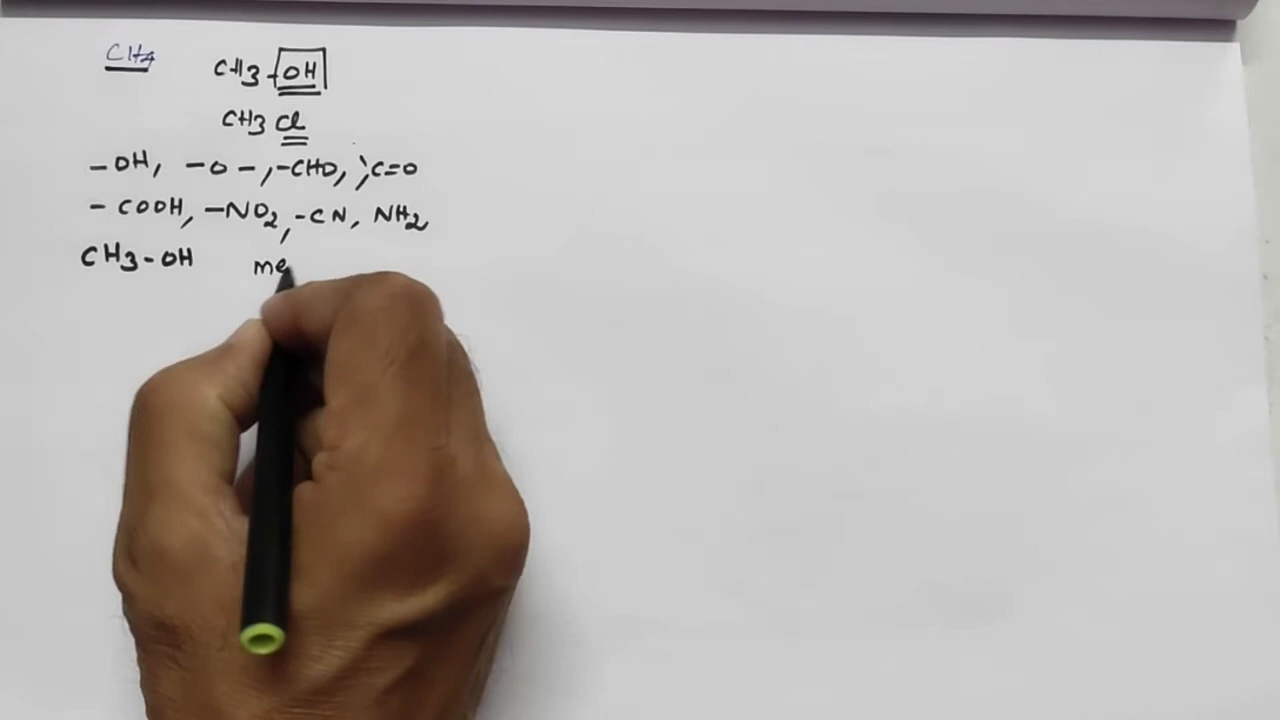 CH4 CH3-OH
CH3 Cl
-OH, -O-, -CHO, >C=O
-COOH, -NO2, -CN, NH2
CH3-OH me